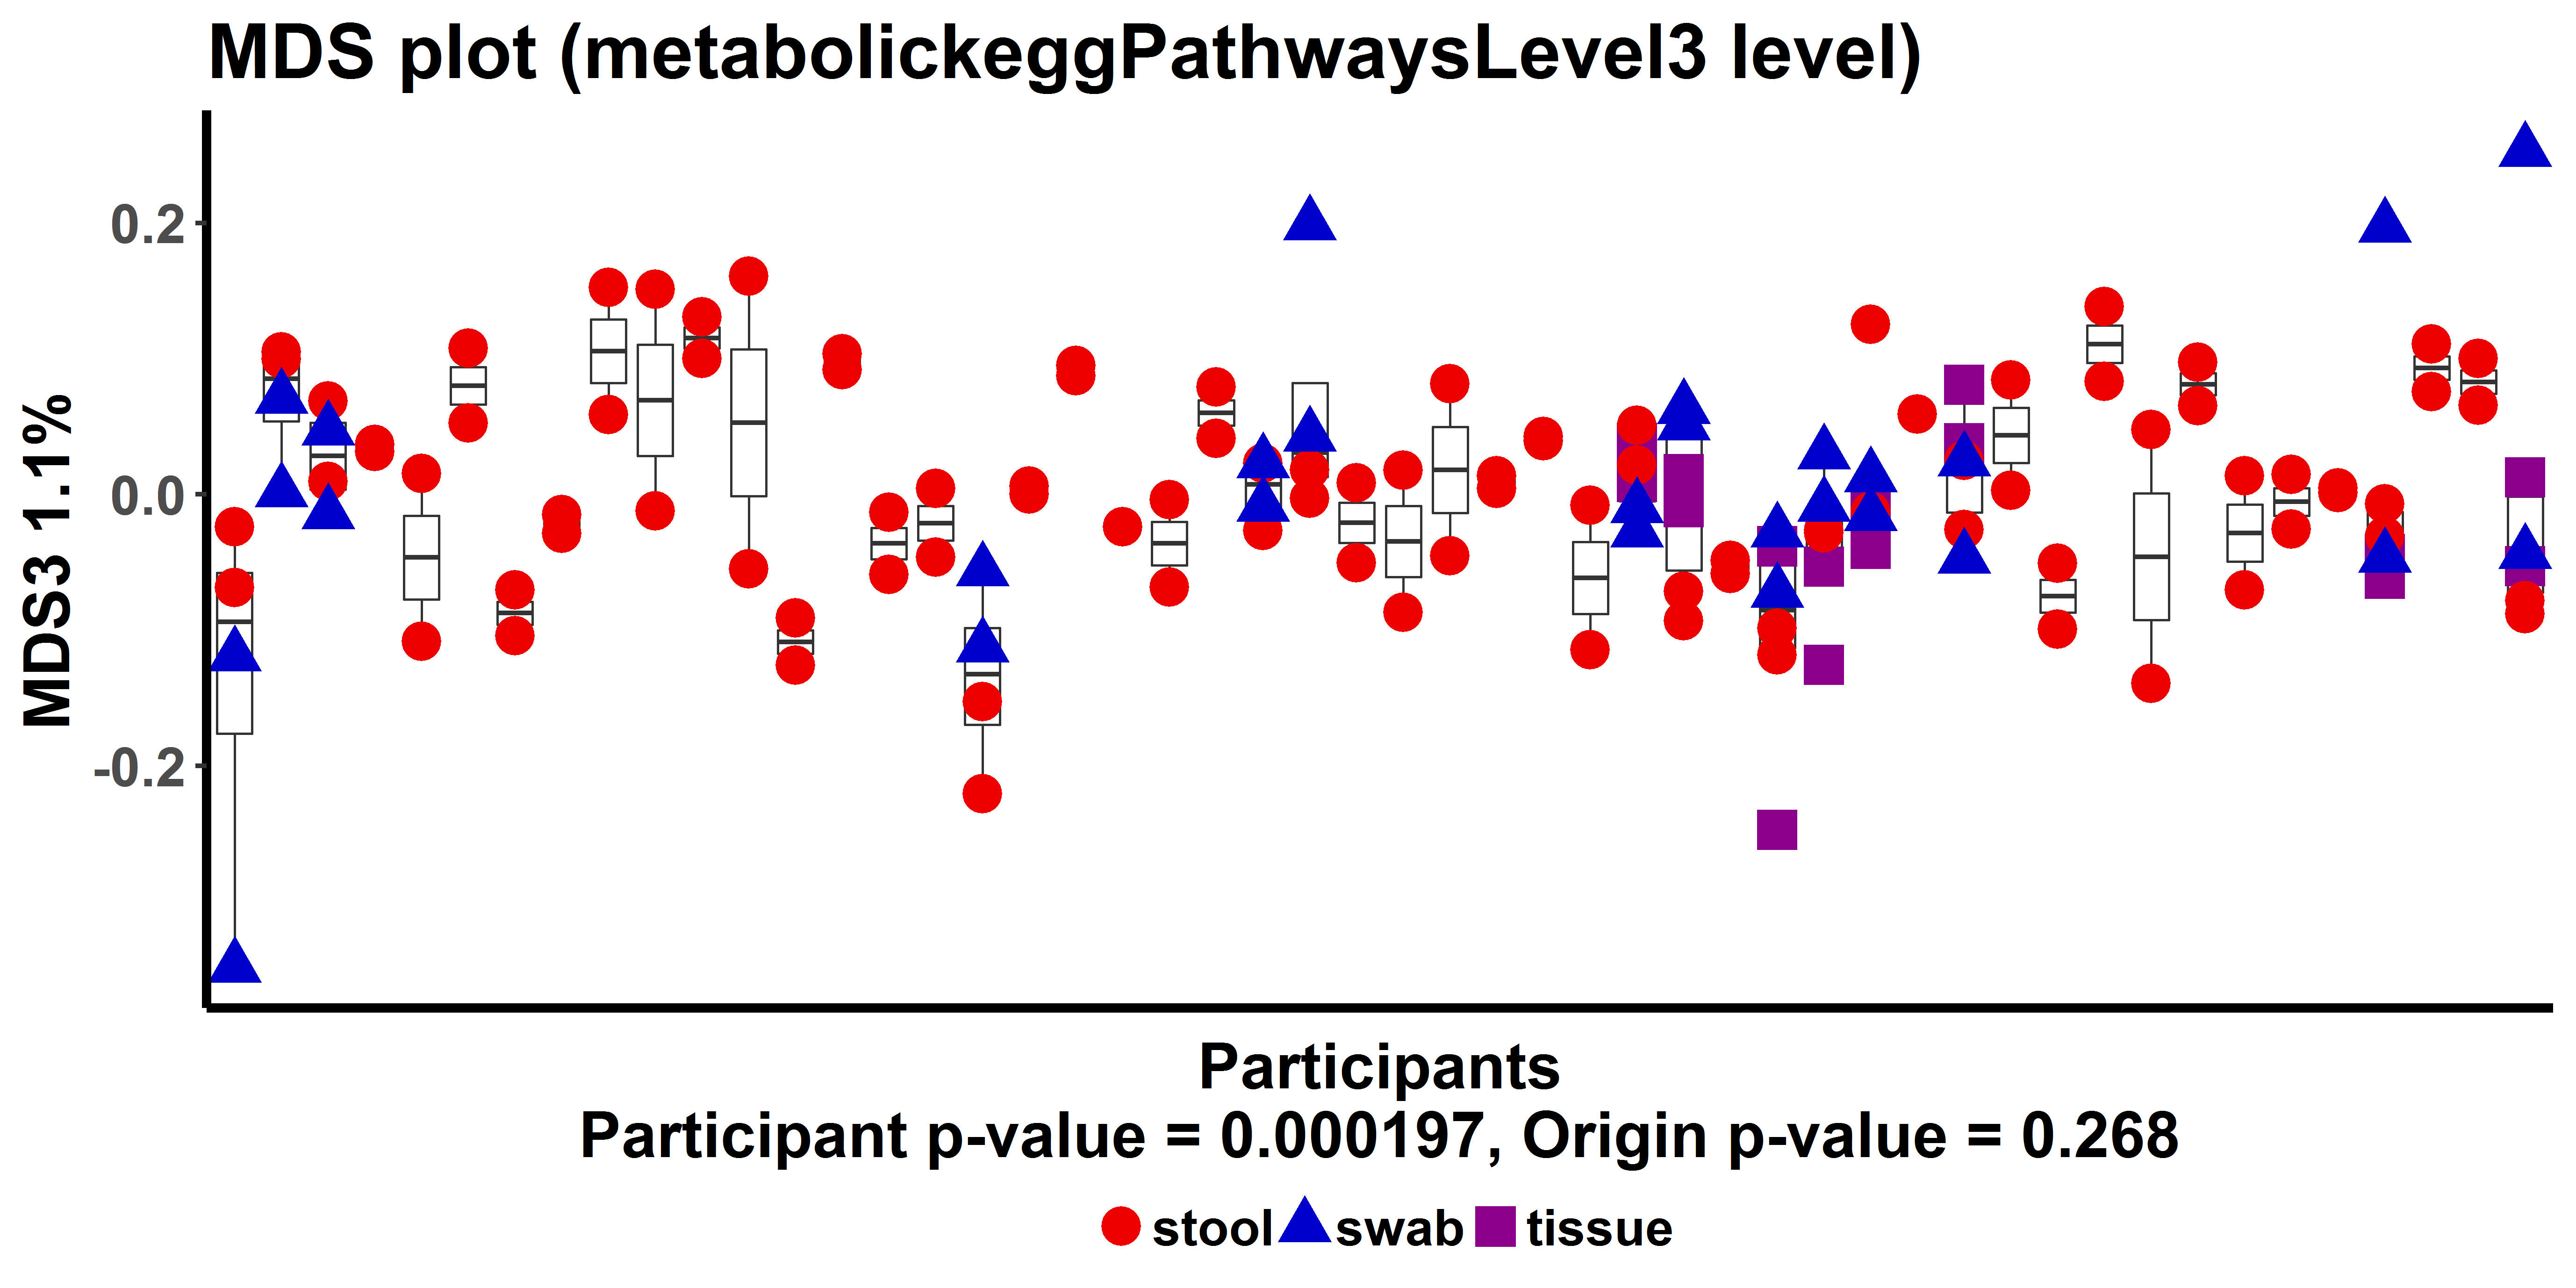 MDS plot (metabolickeggPathwaysLevel3 level)
MDS3 1.1%
0.2
0.0
-0.2
Participants
Participant p-value = 0.000197, Origin p-value = 0.268
stool swab tissue